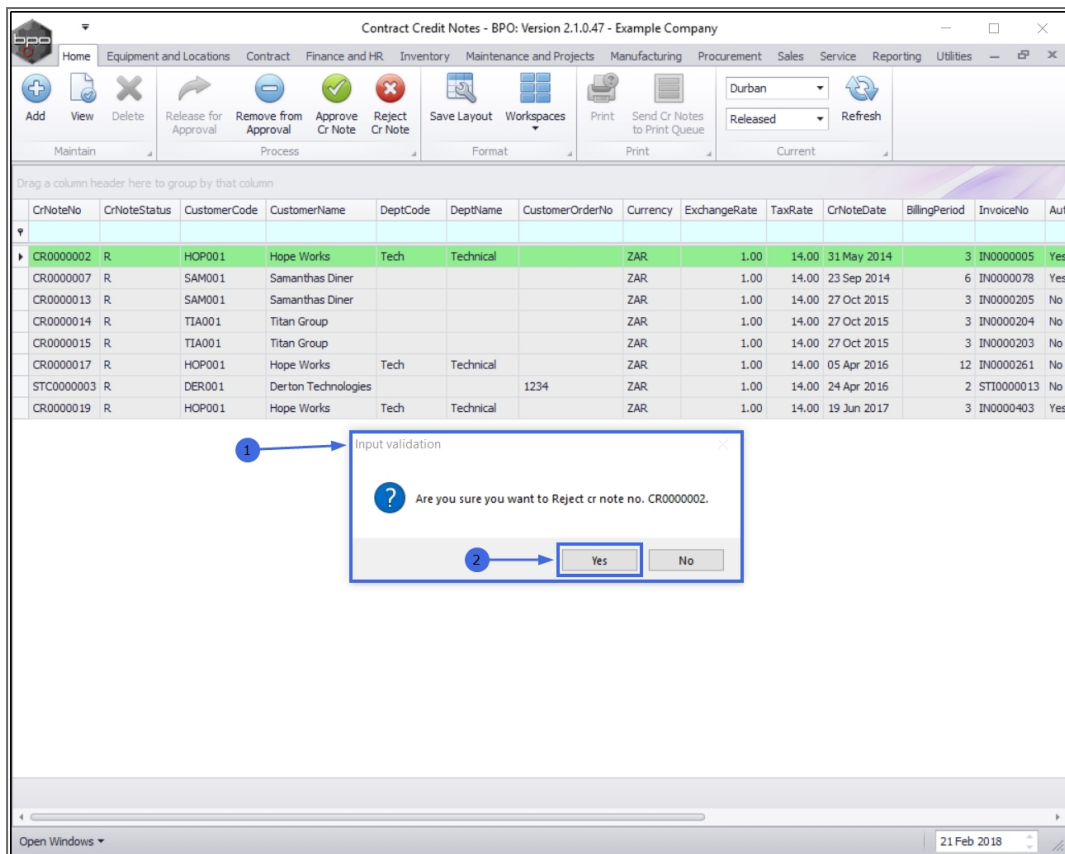 Contract Credit Notes - BPO: Version 2.1.0.47 - Example Company
bpo
Home Equipment and Locations Contract Finance and HR Inventory Maintenance and Projects Manufacturing Procurement Sales Service Reporting Utilities
Add View Delete Release for Approval Remove from Approval Approve Cr Note Reject Cr Note Save Layout Workspaces Print Send Cr Notes to Print Queue Durban Released Refresh
Maintain Process Format Print Current
Drag a column header here to group by that column
CrNoteNo CrNoteStatus CustomerCode CustomerName DeptCode DeptName CustomerOrderNo Currency ExchangeRate TaxRate CrNoteDate BillingPeriod InvoiceNo Aut
CR0000002 R HOP001 Hope Works Tech Technical ZAR 1.00 14.00 31 May 2014 3 IN0000005 Yes
CR0000007 R SAM001 Samanthas Diner ZAR 1.00 14.00 23 Sep 2014 6 IN0000078 Yes
CR0000013 R SAM001 Samanthas Diner ZAR 1.00 14.00 27 Oct 2015 3 IN0000205 No
CR0000014 R TIA001 Titan Group ZAR 1.00 14.00 27 Oct 2015 3 IN0000204 No
CR0000015 R TIA001 Titan Group ZAR 1.00 14.00 27 Oct 2015 3 IN0000203 No
CR0000017 R HOP001 Hope Works Tech Technical ZAR 1.00 14.00 05 Apr 2016 12 IN0000261 No
STC0000003 R DER001 Derton Technologies 1234 ZAR 1.00 14.00 24 Apr 2016 2 STI0000013 No
CR0000019 R HOP001 Hope Works Tech Technical ZAR 1.00 14.00 19 Jun 2017 3 IN0000403 Yes
1
Input validation
Are you sure you want to Reject cr note no. CR0000002.
2
Yes No
Open Windows
21 Feb 2018